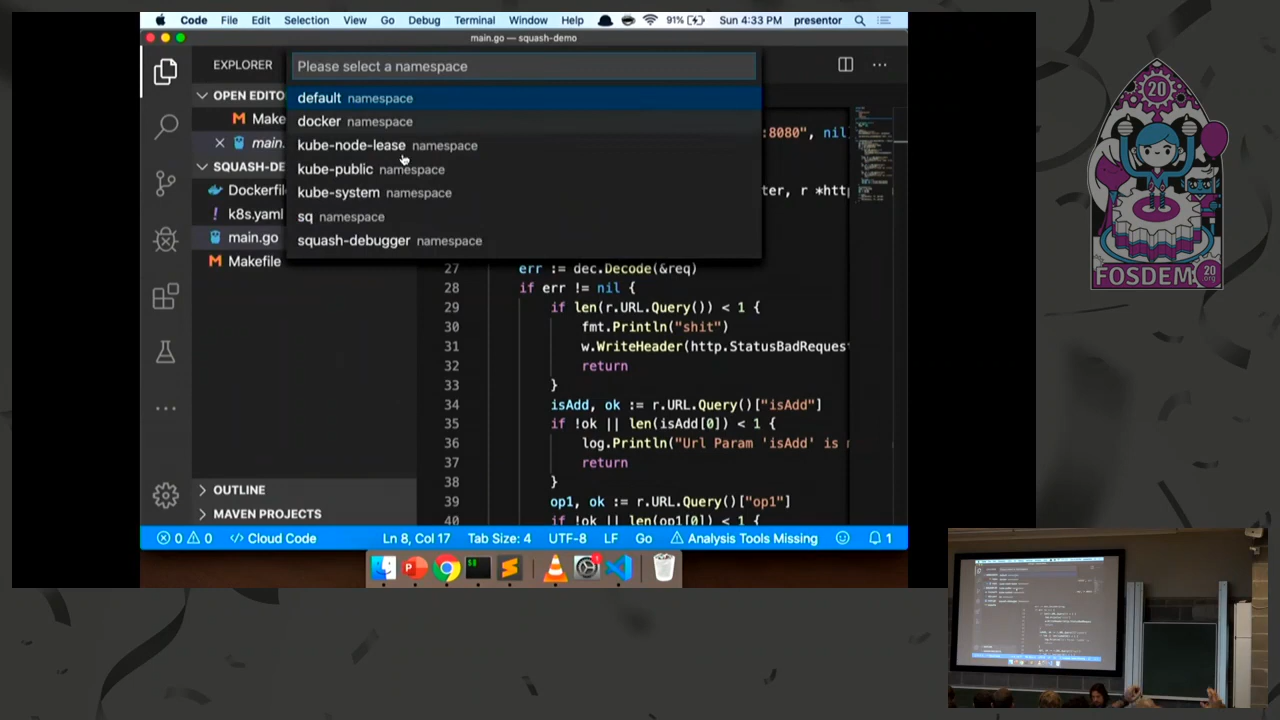 Code File Edit Selection View Go Debug Terminal Window Help 91% Sun 4:33 PM presentor
main.go — squash-demo
EXPLORER
Please select a namespace
default namespace
docker namespace
kube-node-lease namespace
kube-public namespace
kube-system namespace
sq namespace
squash-debugger namespace
OPEN EDITO
Make
main.
SQUASH-DE
Dockerfil
k8s.yaml
main.go
Makefile
OUTLINE
MAVEN PROJECTS
:8080", nil
ter, r *http
27 err := dec.Decode(&req)
28 if err != nil {
29 if len(r.URL.Query()) < 1 {
30 fmt.Println("shit")
31 w.WriteHeader(http.StatusBadReques
32 return
33 }
34 isAdd, ok := r.URL.Query()["isAdd"]
35 if !ok || len(isAdd[0]) < 1 {
36 log.Println("Url Param 'isAdd' is m
37 return
38 }
39 op1, ok := r.URL.Query()["op1"]
40 if !ok || len(op1[0]) < 1 {
0 0 Cloud Code Ln 8, Col 17 Tab Size: 4 UTF-8 LF Go Analysis Tools Missing 1
20
FOSDEM 20
.org